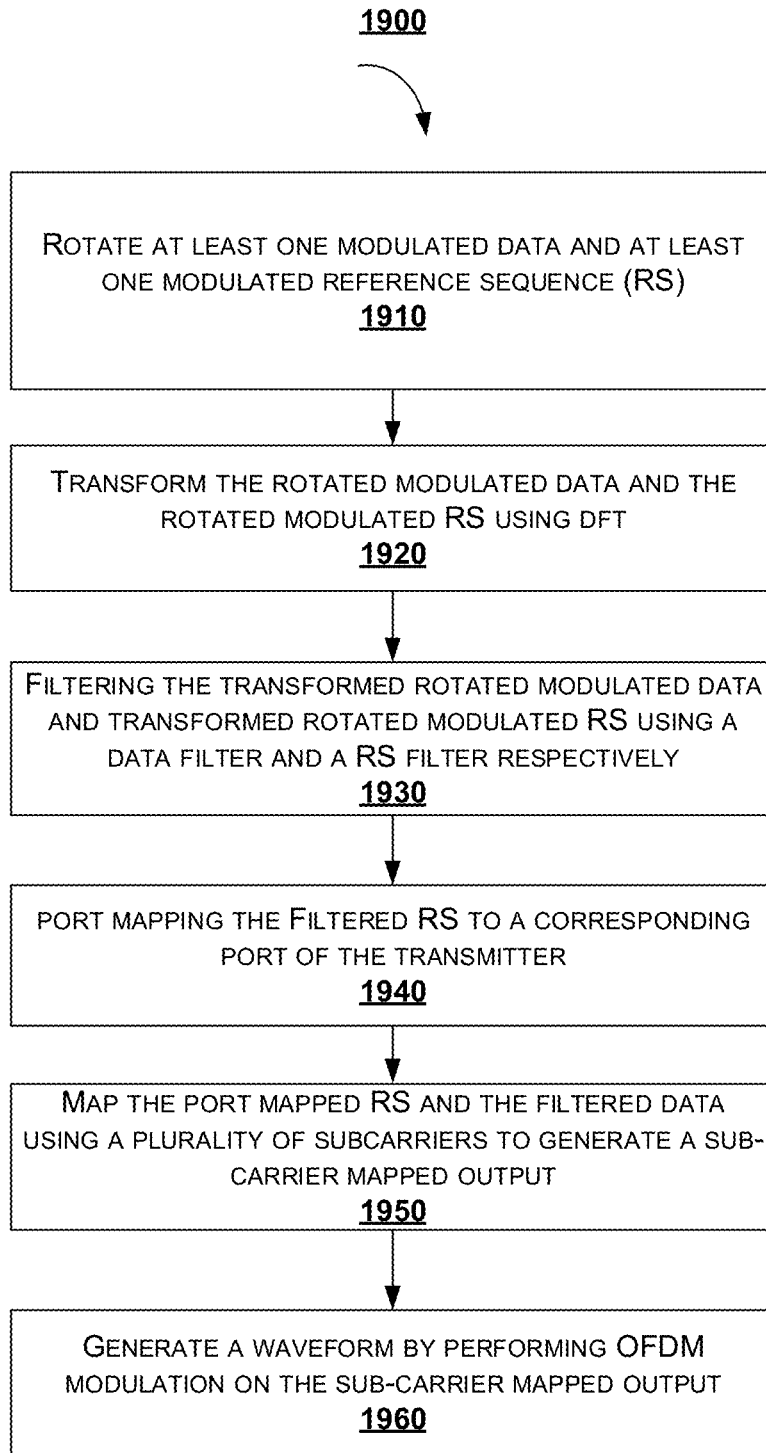 1900
ROTATE AT LEAST ONE MODULATED DATA AND AT LEAST
ONE MODULATED REFERENCE SEQUENCE (RS)
1910
TRANSFORM THE ROTATED MODULATED DATA AND THE
ROTATED MODULATED RS USING DFT
1920
FILTERING THE TRANSFORMED ROTATED MODULATED DATA
AND TRANSFORMED ROTATED MODULATED RS USING A
DATA FILTER AND A RS FILTER RESPECTIVELY
1930
PORT MAPPING THE FILTERED RS TO A CORRESPONDING
PORT OF THE TRANSMITTER
1940
MAP THE PORT MAPPED RS AND THE FILTERED DATA
USING A PLURALITY OF SUBCARRIERS TO GENERATE A SUB-
CARRIER MAPPED OUTPUT
1950
GENERATE A WAVEFORM BY PERFORMING OFDM
MODULATION ON THE SUB-CARRIER MAPPED OUTPUT
1960